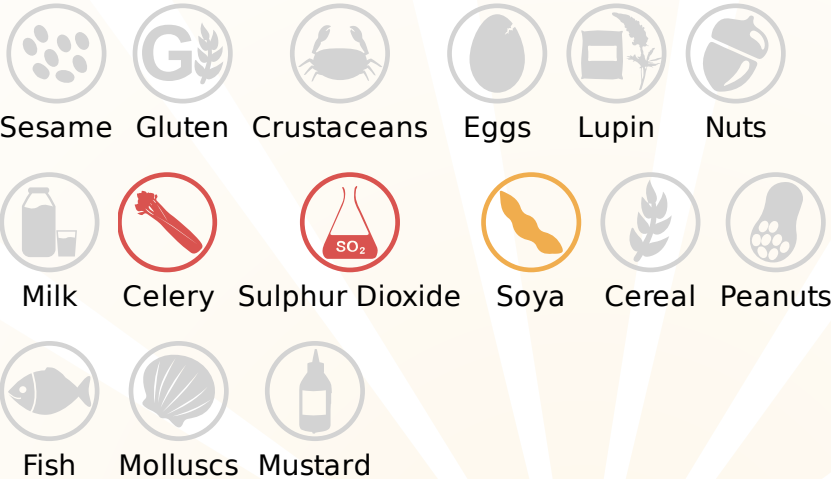 G
Sesame Gluten Crustaceans Eggs Lupin Nuts
SO₂
Milk Celery Sulphur Dioxide Soya Cereal Peanuts
Fish Molluscs Mustard